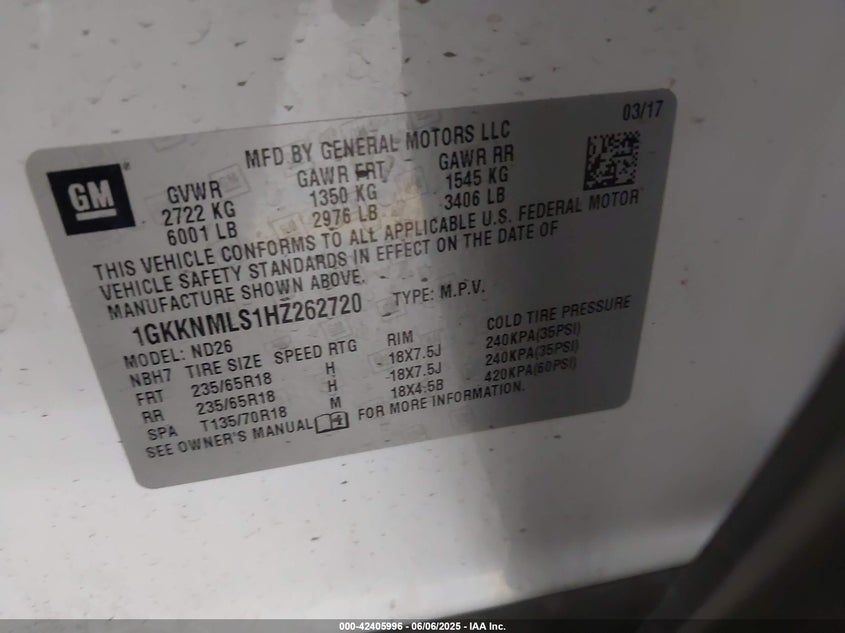 03/17
GM
MFD BY GENERAL MOTORS LLC
GVWR GAWR FRT GAWR RR
2722 KG 1350 KG 1545 KG
6001 LB 2976 LB 3406 LB
THIS VEHICLE CONFORMS TO ALL APPLICABLE U.S. FEDERAL MOTOR
VEHICLE SAFETY STANDARDS IN EFFECT ON THE DATE OF
MANUFACTURE SHOWN ABOVE.
1GKKNMLS1HZ262720 TYPE: M.P.V.
MODEL: ND26
NBH7 TIRE SIZE SPEED RTG RIM COLD TIRE PRESSURE
FRT 235/65R18 H 18X7.5J 240KPA(35PSI)
RR 235/65R18 H 18X7.5J 240KPA(35PSI)
SPA T135/70R18 M 18X4.5B 420KPA(60PSI)
SEE OWNER'S MANUAL FOR MORE INFORMATION.
000-42405996 - 06/06/2025 - IAA Inc.